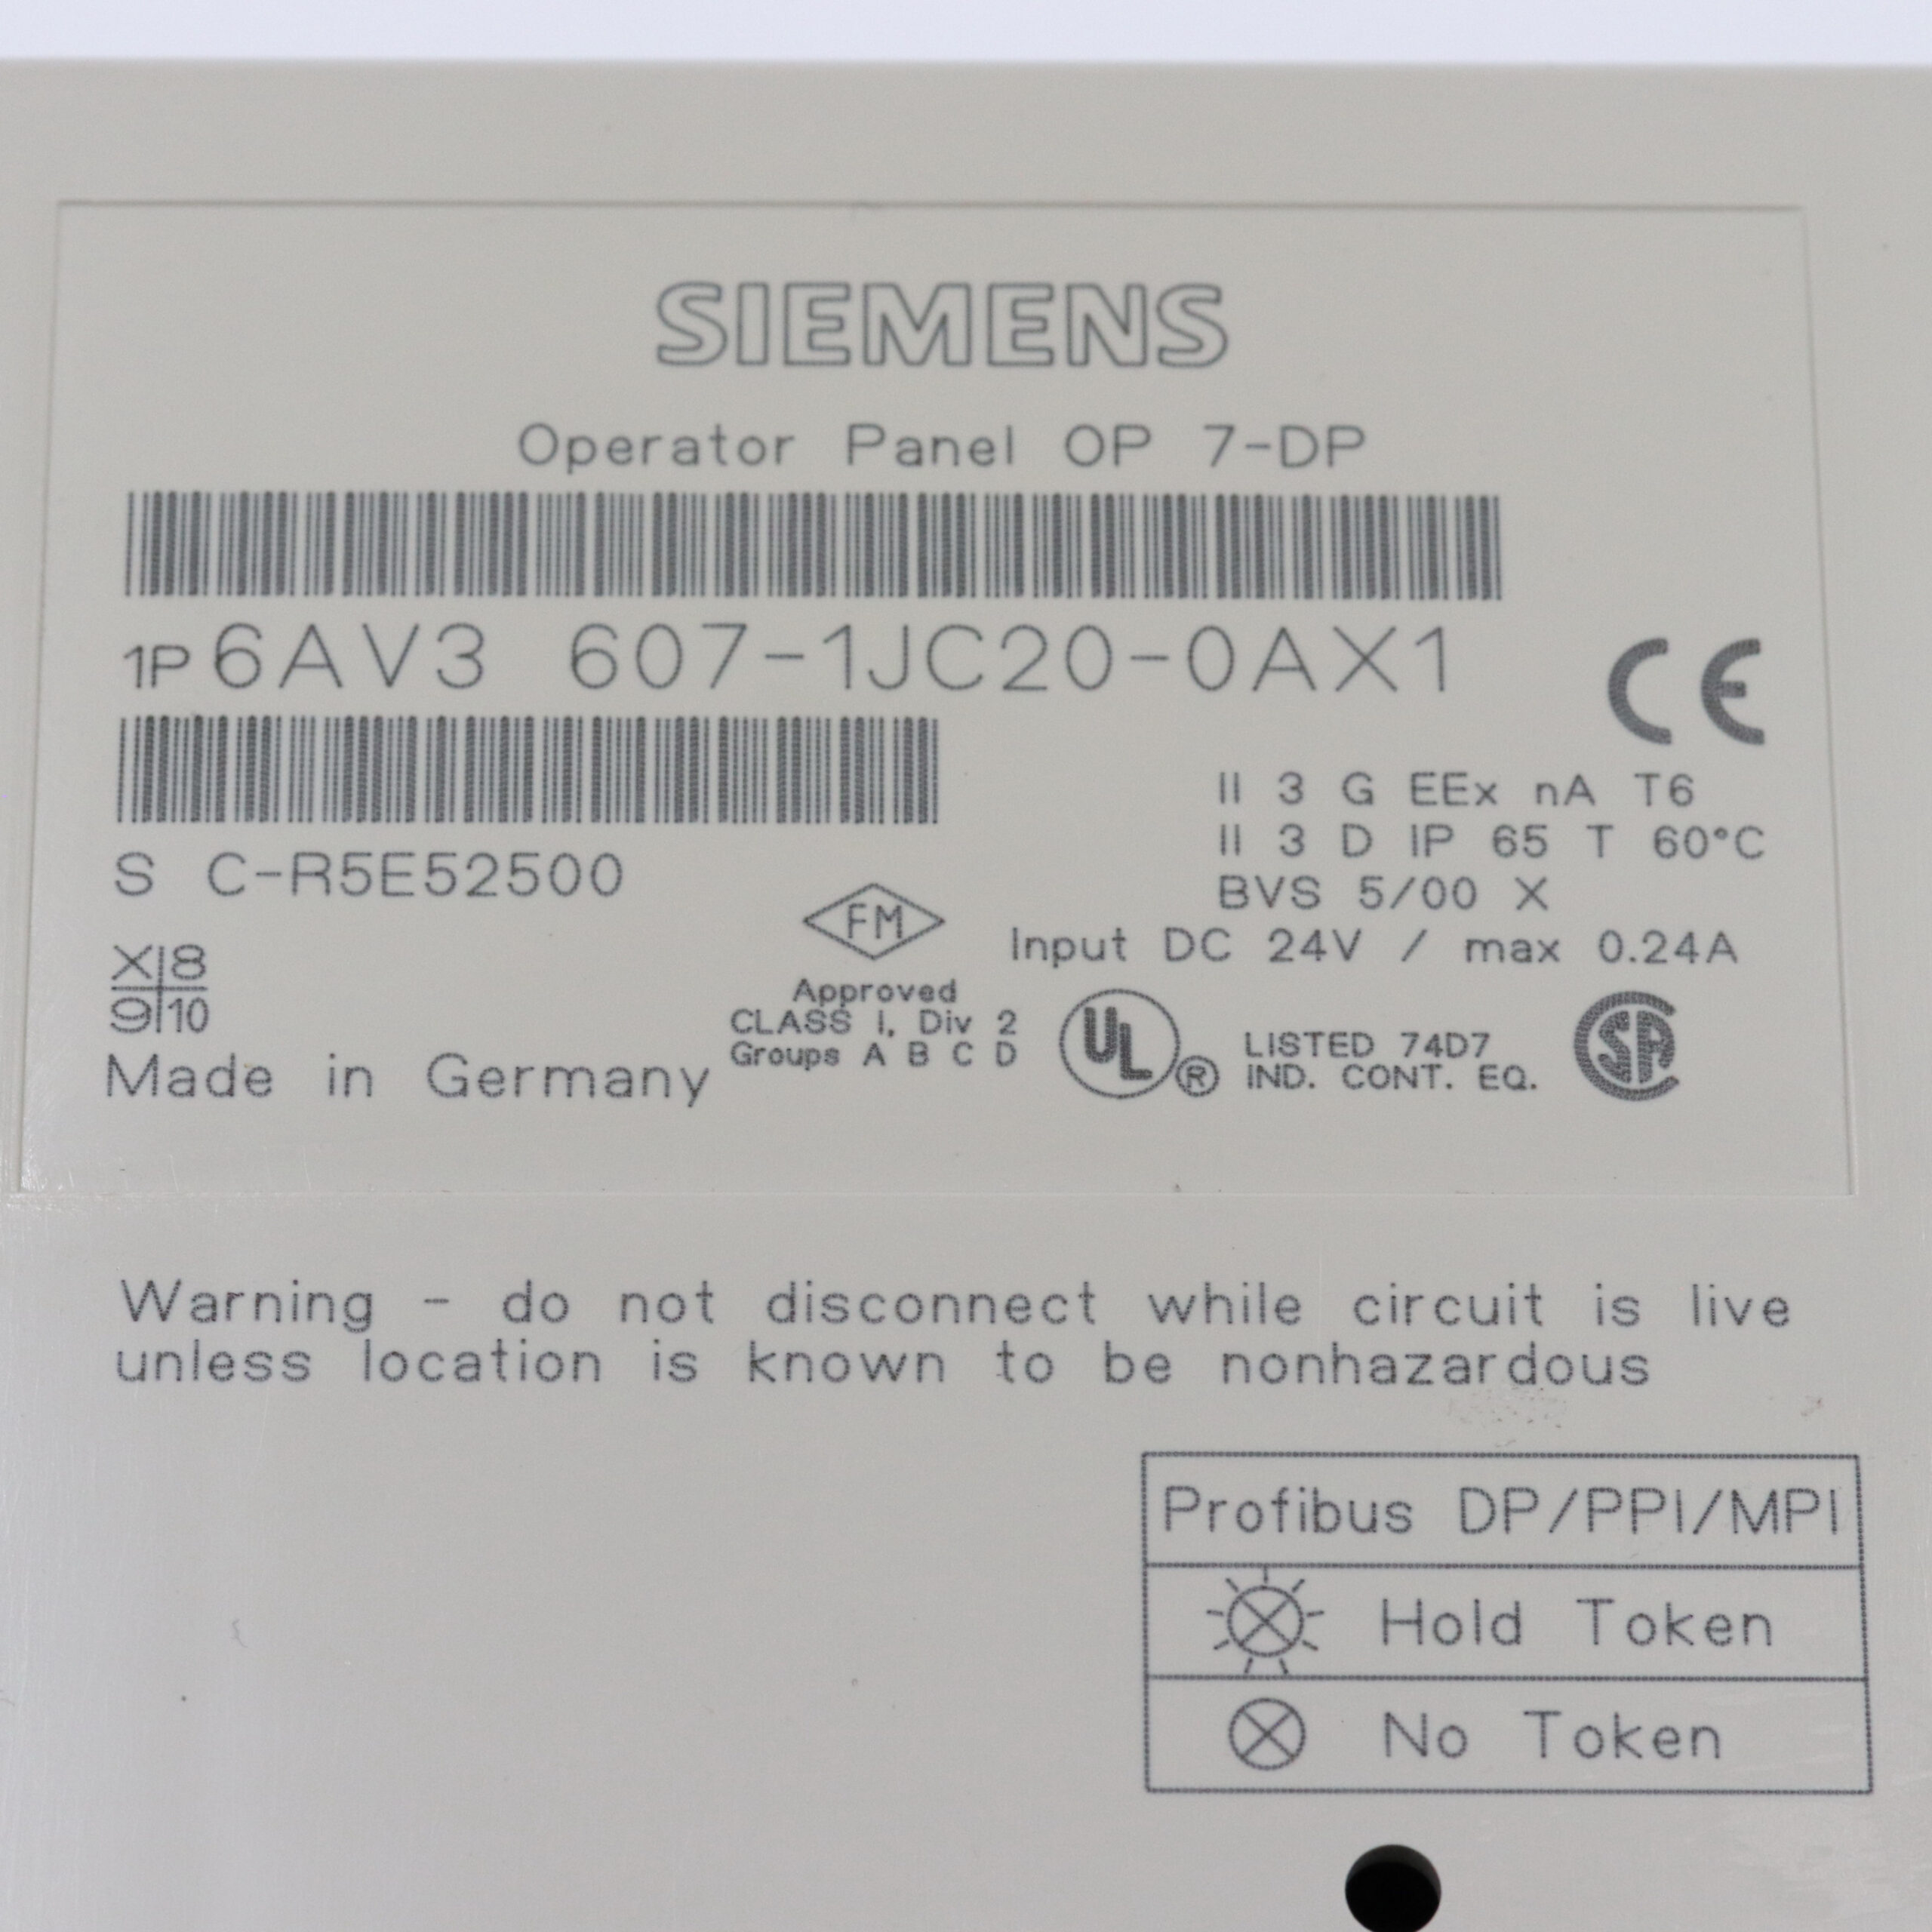 SIEMENS
Operator Panel OP 7-DP
1P 6AV3 607-1JC20-0AX1
CE
II 3 G EEx nA T6
II 3 D IP 65 T 60°C
BVS 5/00 X
S C-R5E52500
Input DC 24V / max 0.24A
X 8
9 10
Made in Germany
FM
Approved
CLASS I, Div 2
Groups A B C D
UL ®
LISTED 74D7
IND. CONT. EQ.
SA
Warning - do not disconnect while circuit is live
unless location is known to be nonhazardous
Profibus DP/PPI/MPI
Hold Token
No Token